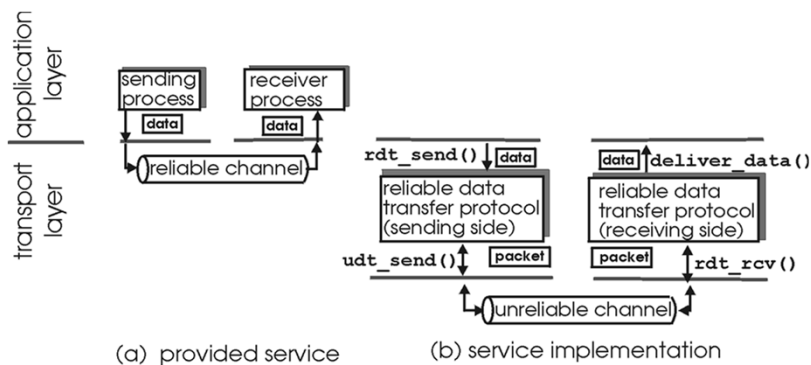 application
layer
transport
layer
sending
process
data
receiver
process
data
reliable channel
(a) provided service
rdt_send()
data
reliable data
transfer protocol
(sending side)
udt_send()
packet
data
deliver_data()
reliable data
transfer protocol
(receiving side)
packet
rdt_rcv()
unreliable channel
(b) service implementation